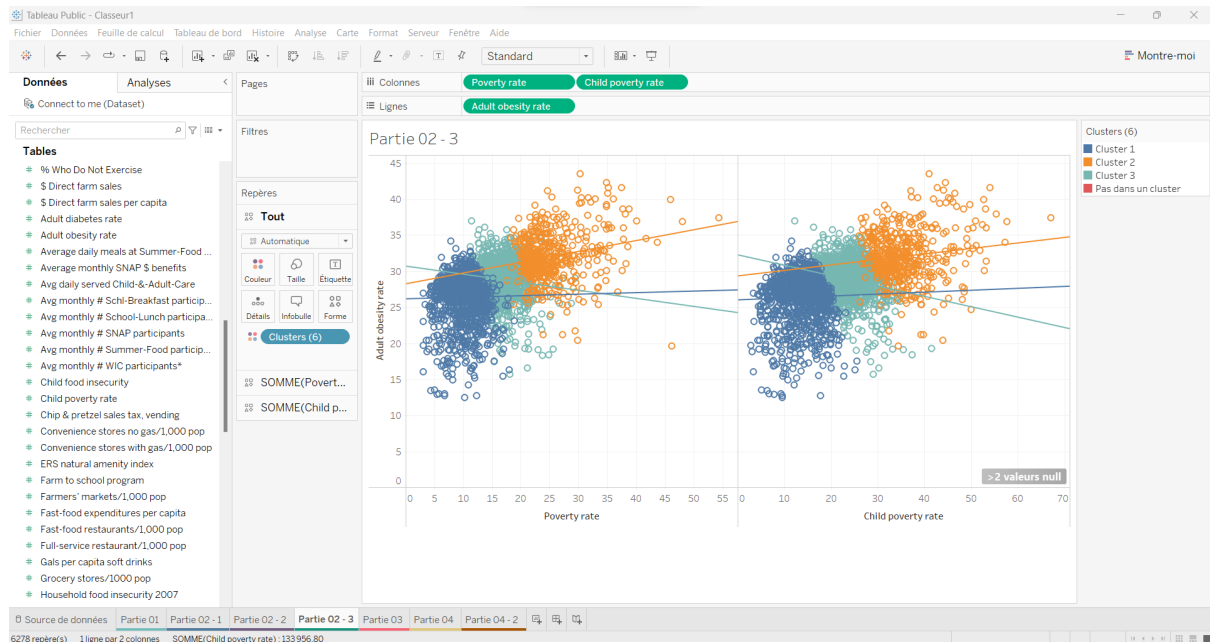 Tableau Public - Classeur1
Fichier Données Feuille de calcul Tableau de bord Histoire Analyse Carte Format Serveur Fenêtre Aide
Standard
Montre-moi
Données
Analyses
Connect to me (Dataset)
Rechercher
Tables
% Who Do Not Exercise
$ Direct farm sales
$ Direct farm sales per capita
Adult diabetes rate
Adult obesity rate
Average daily meals at Summer-Food ...
Average monthly SNAP $ benefits
Avg daily served Child-&-Adult-Care
Avg monthly # Schl-Breakfast particip...
Avg monthly # School-Lunch participa...
Avg monthly # SNAP participants
Avg monthly # Summer-Food particip...
Avg monthly # WIC participants*
Child food insecurity
Child poverty rate
Chip & pretzel sales tax, vending
Convenience stores no gas/1,000 pop
Convenience stores with gas/1,000 pop
ERS natural amenity index
Farm to school program
Farmers' markets/1,000 pop
Fast-food expenditures per capita
Fast-food restaurants/1,000 pop
Full-service restaurant/1,000 pop
Gals per capita soft drinks
Grocery stores/1000 pop
Household food insecurity 2007
Pages
Filtres
Repères
Tout
Automatique
Couleur Taille Étiquette
Détails Infobulle Forme
Clusters (6)
SOMME(Povert...
SOMME(Child p...
Colonnes Poverty rate Child poverty rate
Lignes Adult obesity rate
Partie 02 - 3
Adult obesity rate
45
40
35
30
25
20
15
10
5
0
>2 valeurs null
0 5 10 15 20 25 30 35 40 45 50 55 0 10 20 30 40 50 60 70
Poverty rate Child poverty rate
Clusters (6)
Cluster 1
Cluster 2
Cluster 3
Pas dans un cluster
Source de données Partie 01 Partie 02 - 1 Partie 02 - 2 Partie 02 - 3 Partie 03 Partie 04 Partie 04 - 2
6278 repère(s) 1 ligne par 2 colonnes SOMME(Child poverty rate) : 133 956.80